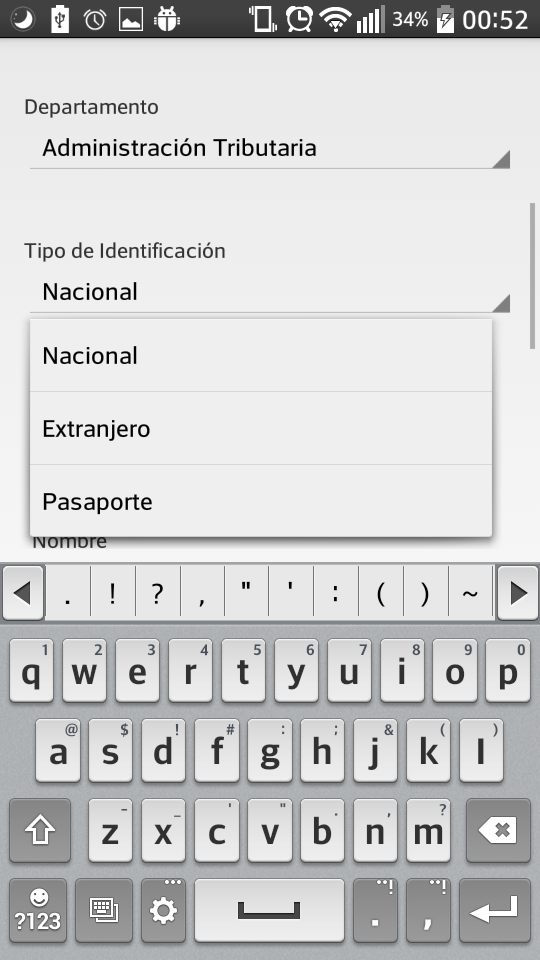 34% 00:52
Departamento
Administración Tributaria
Tipo de Identificación
Nacional
Nacional
Extranjero
Pasaporte
Nombre
. ! ? , " ' : ( ) ~
1 2 3 4 5 6 7 8 9 0
q w e r t y u i o p
@ $ ! # : ; & ( )
a s d f g h j k l
- _ ' " . , ?
z x c v b n m
?123 . ,